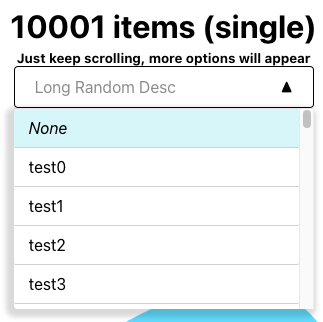 10001 items (single)
Just keep scrolling, more options will appear
Long Random Desc
None
test0
test1
test2
test3